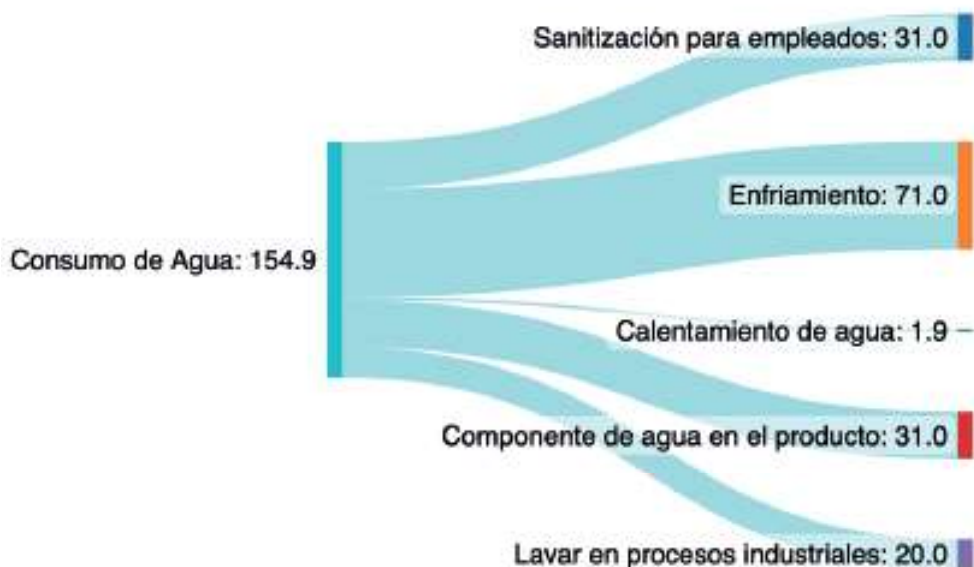 Sanitización para empleados: 31.0
Enfriamiento: 71.0
Consumo de Agua: 154.9
Calentamiento de agua: 1.9
Componente de agua en el producto: 31.0
Lavar en procesos industriales: 20.0